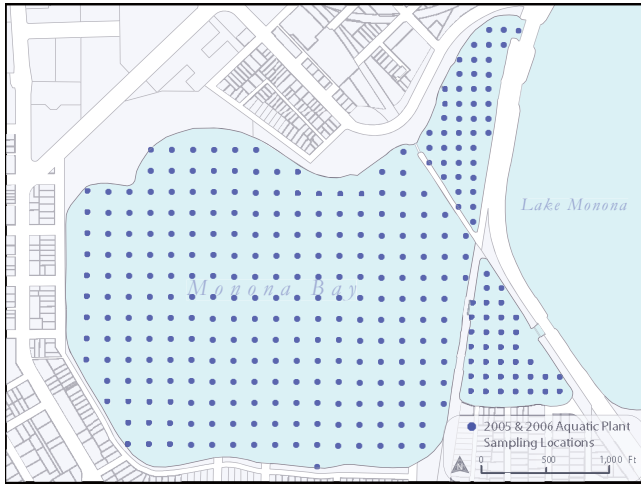 Lake Monona
Monona Bay
2005 & 2006 Aquatic Plant
Sampling Locations
N
0 500 1,000 Ft